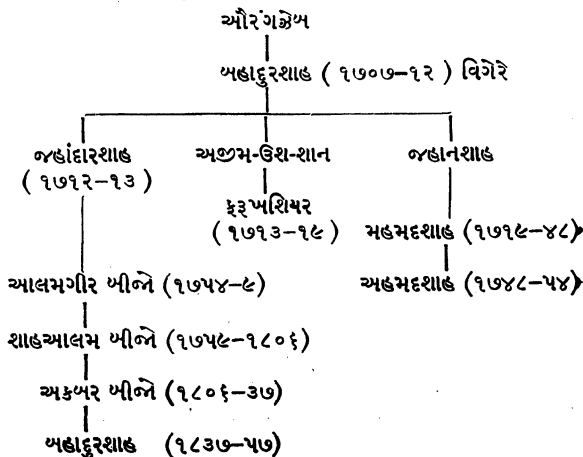 ઔરંગઝેબ
બહાદુરશાહ ( ૧૭૦૭-૧૨ ) વિગેરે
જહાંદારશાહ અજીમ-ઉશ-શાન જહાનશાહ
( ૧૭૧૨-૧૩ )
ફરૂખશિયર
( ૧૭૧૩-૧૯ ) મહમદશાહ (૧૭૧૯-૪૮)
આલમગીર બીજો (૧૭૫૪-૯) અહમદશાહ (૧૭૪૮-૫૪)
શાહઆલમ બીજો (૧૭૫૯-૧૮૦૬)
અકબર બીજો (૧૮૦૬-૩૭)
બહાદુરશાહ (૧૮૩૭-૫૭)